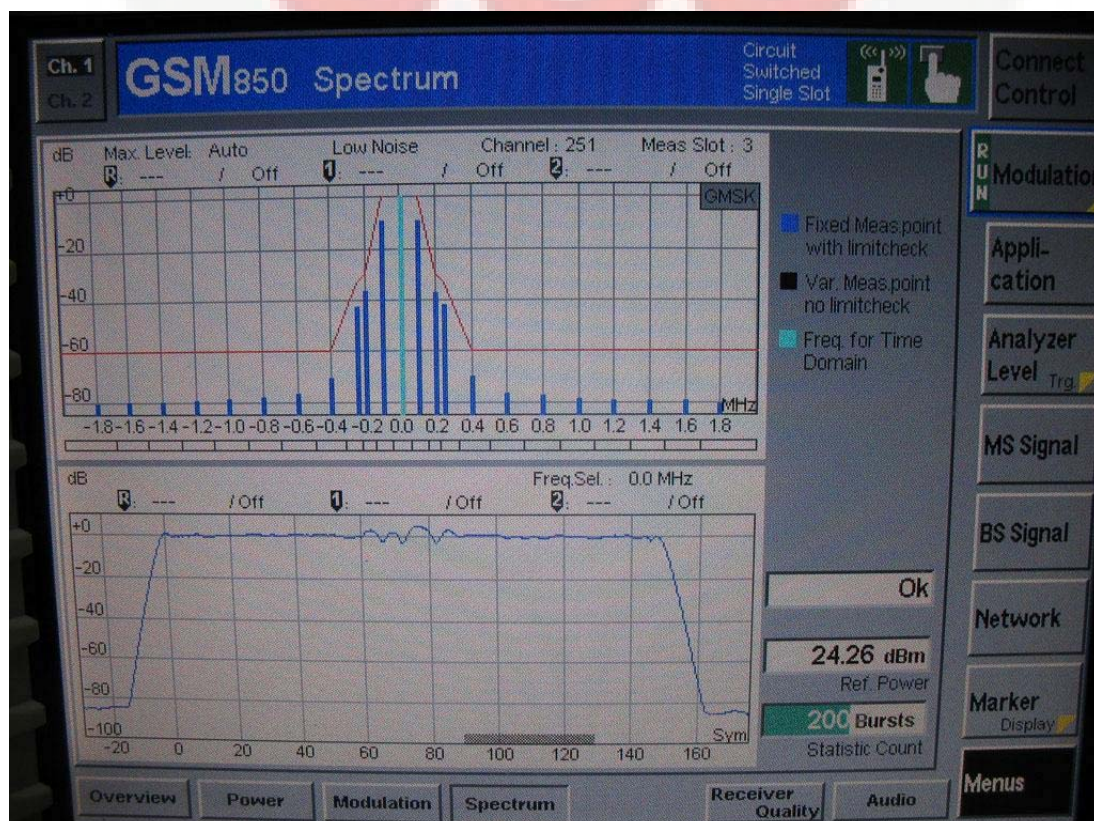 Ch. 1
Ch. 2
GSM850 Spectrum
Circuit
Switched
Single Slot
Connect
Control
dB Max. Level: Auto Low Noise Channel : 251 Meas Slot : 3
R: --- / Off 1: --- / Off 2: --- / Off
GMSK
+0
-20
-40
-60
-80
MHz
-1.8 -1.6 -1.4 -1.2 -1.0 -0.8 -0.6 -0.4 -0.2 0.0 0.2 0.4 0.6 0.8 1.0 1.2 1.4 1.6 1.8
Fixed Meas.point
with limitcheck
Var. Meas.point
no limitcheck
Freq. for Time
Domain
dB Freq.Sel. : 0.0 MHz
R: --- / Off 1: --- / Off 2: --- / Off
+0
-20
-40
-60
-80
-100
Sym
-20 0 20 40 60 80 100 120 140 160
Ok
24.26 dBm
Ref. Power
200 Bursts
Statistic Count
RUN
Modulatio
Appli-
cation
Analyzer
Level Trg.
MS Signal
BS Signal
Network
Marker
Display
Menus
Overview Power Modulation Spectrum Receiver
Quality Audio